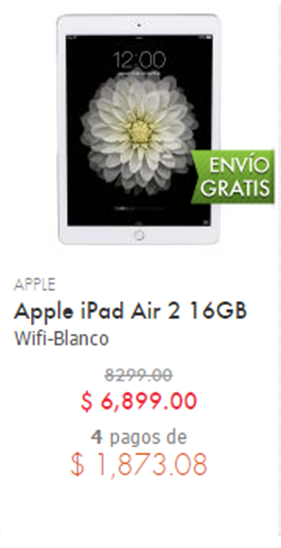 12:00
ENVÍO
GRATIS
APPLE
Apple iPad Air 2 16GB
Wifi-Blanco
8299.00
$ 6,899.00
4 pagos de
$ 1,873.08